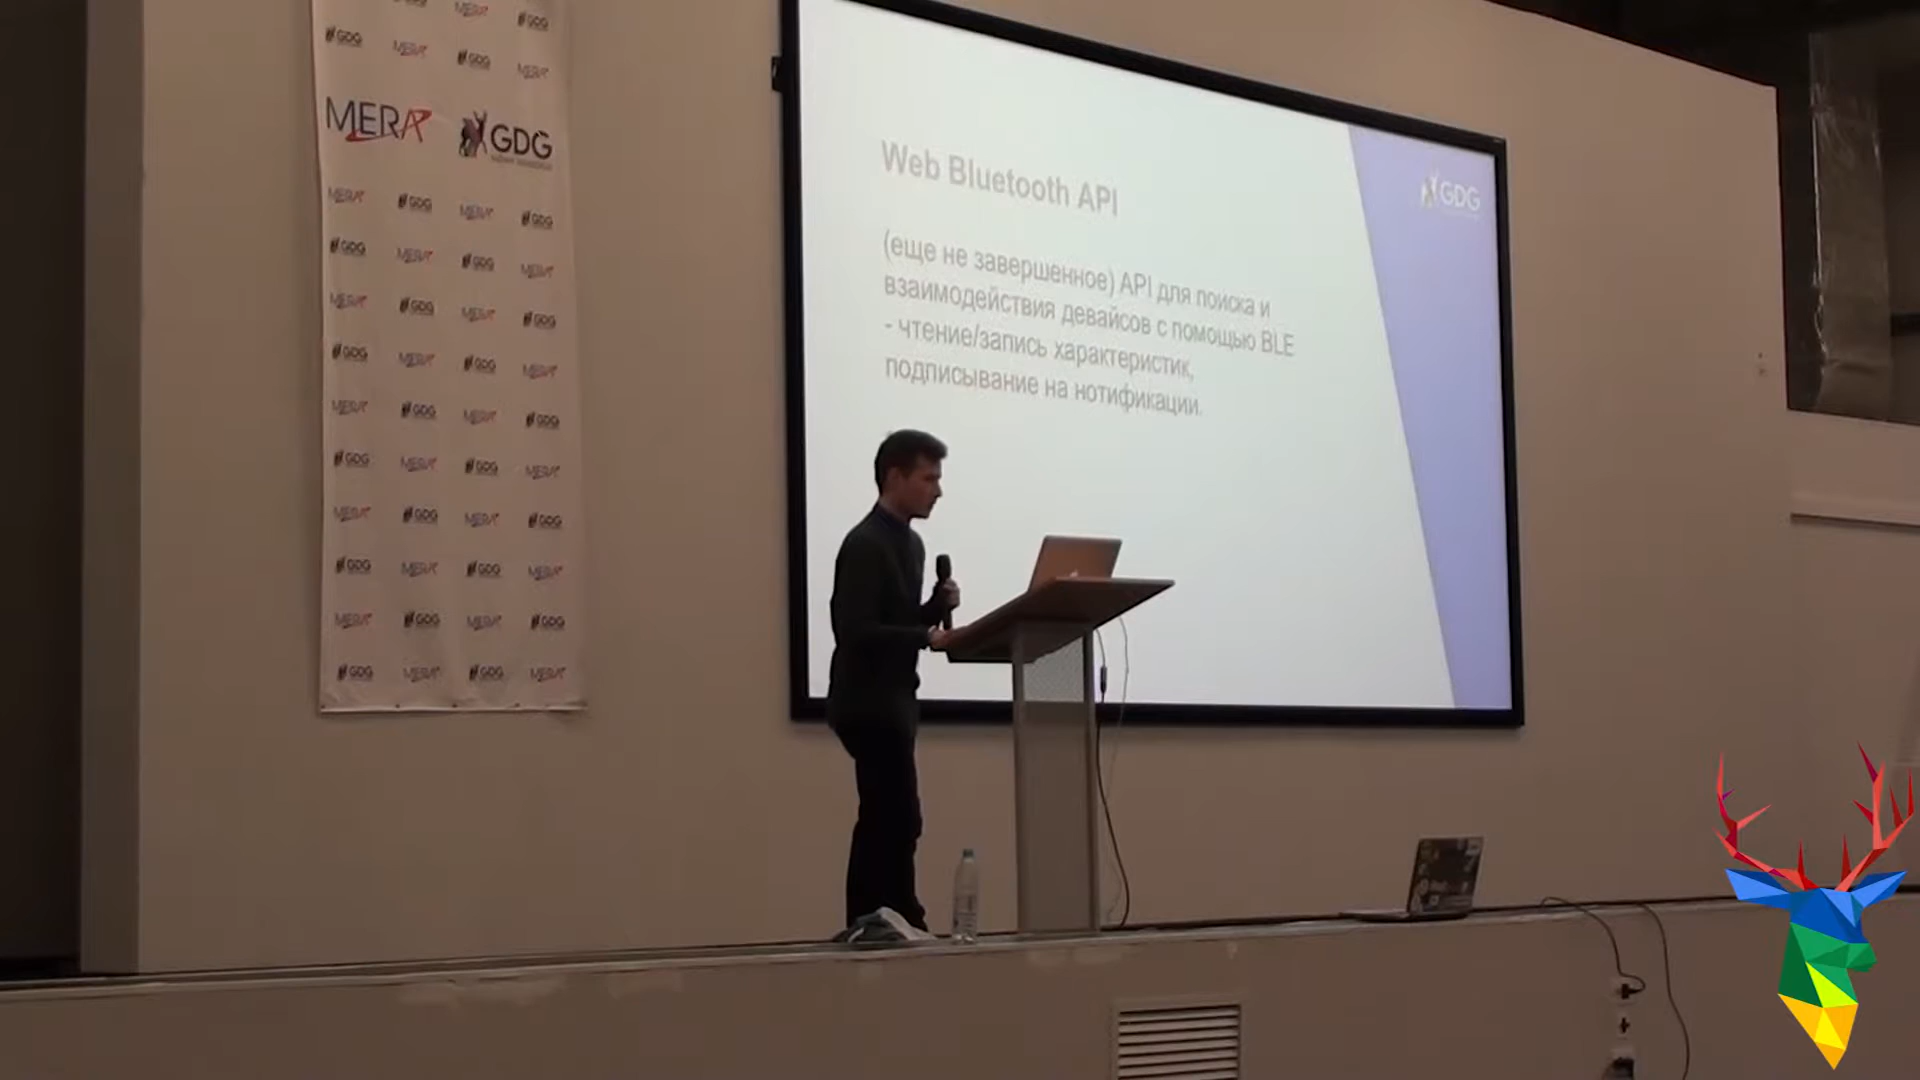 MERA GDG
Web Bluetooth API
(еще не завершенное) API для поиска и
взаимодействия девайсов с помощью BLE
- чтение/запись характеристик,
подписывание на нотификации.
GDG